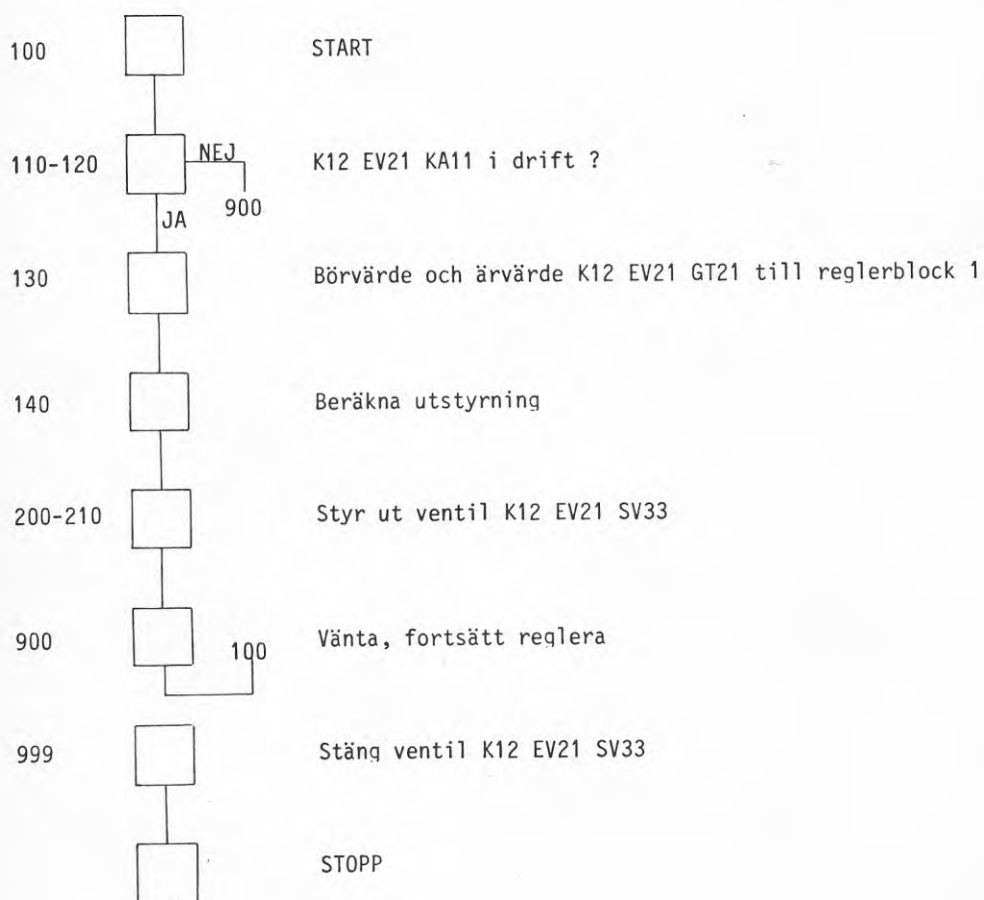 100 START
110-120 NEJ K12 EV21 KA11 i drift ?
900
JA
130 Börvärde och ärvärde K12 EV21 GT21 till reglerblock 1
140 Beräkna utstyrning
200-210 Styr ut ventil K12 EV21 SV33
900 100 Vänta, fortsätt reglera
999 Stäng ventil K12 EV21 SV33
STOPP